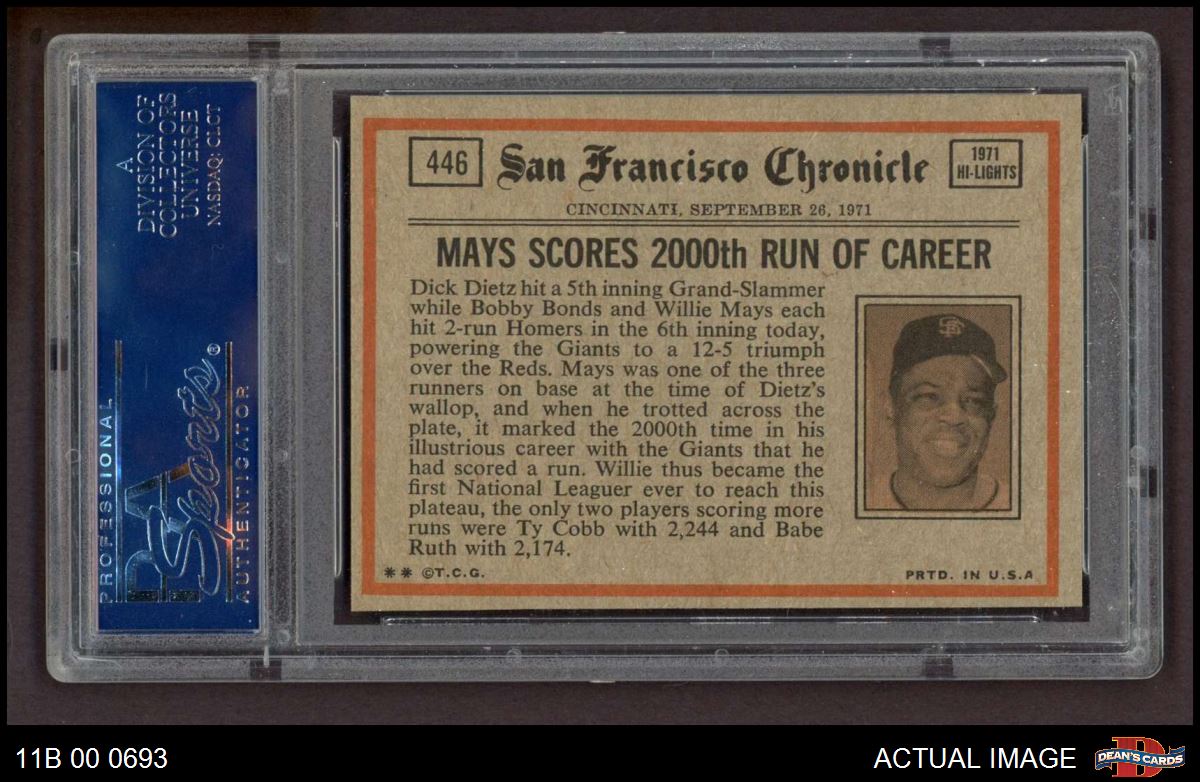 A
DIVISION OF
COLLECTORS
UNIVERSE
NASDAQ: CLCT
PROFESSIONAL
PSA
Sports®
AUTHENTICATOR
446
San Francisco Chronicle
1971
HI-LIGHTS
CINCINNATI, SEPTEMBER 26, 1971
MAYS SCORES 2000th RUN OF CAREER
Dick Dietz hit a 5th inning Grand-Slammer
while Bobby Bonds and Willie Mays each
hit 2-run Homers in the 6th inning today,
powering the Giants to a 12-5 triumph
over the Reds. Mays was one of the three
runners on base at the time of Dietz's
wallop, and when he trotted across the
plate, it marked the 2000th time in his
illustrious career with the Giants that he
had scored a run. Willie thus became the
first National Leaguer ever to reach this
plateau, the only two players scoring more
runs were Ty Cobb with 2,244 and Babe
Ruth with 2,174.
SF
** ©T.C.G.
PRTD. IN U.S.A
11B 00 0693
ACTUAL IMAGE
D
DEAN'S CARDS